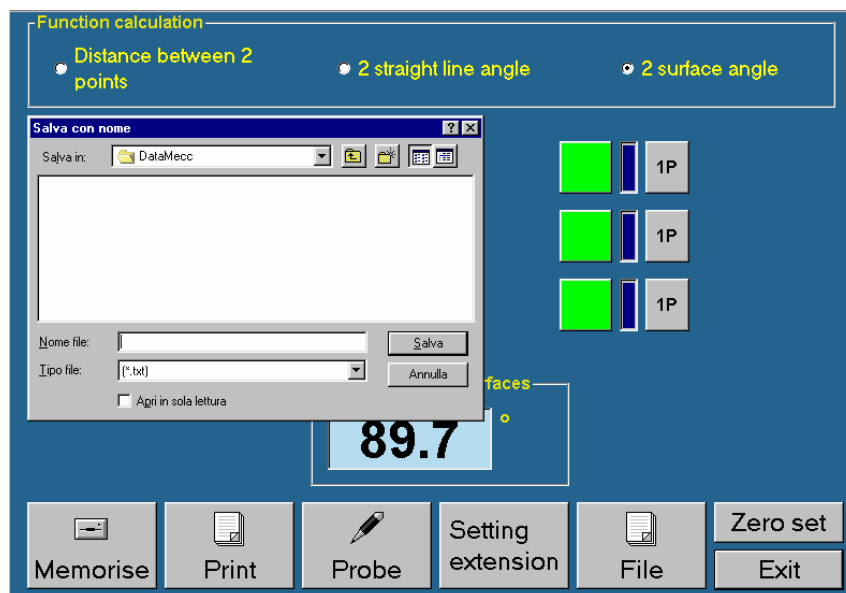 Function calculation
Distance between 2
points
2 straight line angle
2 surface angle
Salva con nome
Salva in:
DataMecc
1P
1P
1P
Nome file:
Salva
Tipo file:
(*.txt)
Annulla
Apri in sola lettura
faces
89.7 °
Memorise
Print
Probe
Setting
extension
File
Zero set
Exit